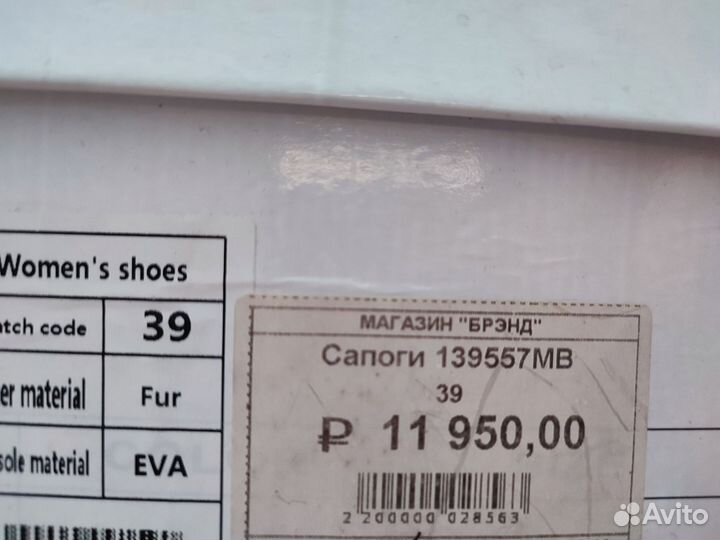 Women's shoes
atch code 39
er material Fur
sole material EVA
МАГАЗИН "БРЭНД"
Сапоги 139557МВ
39
₽ 11 950,00
2 200000 028563
Avito